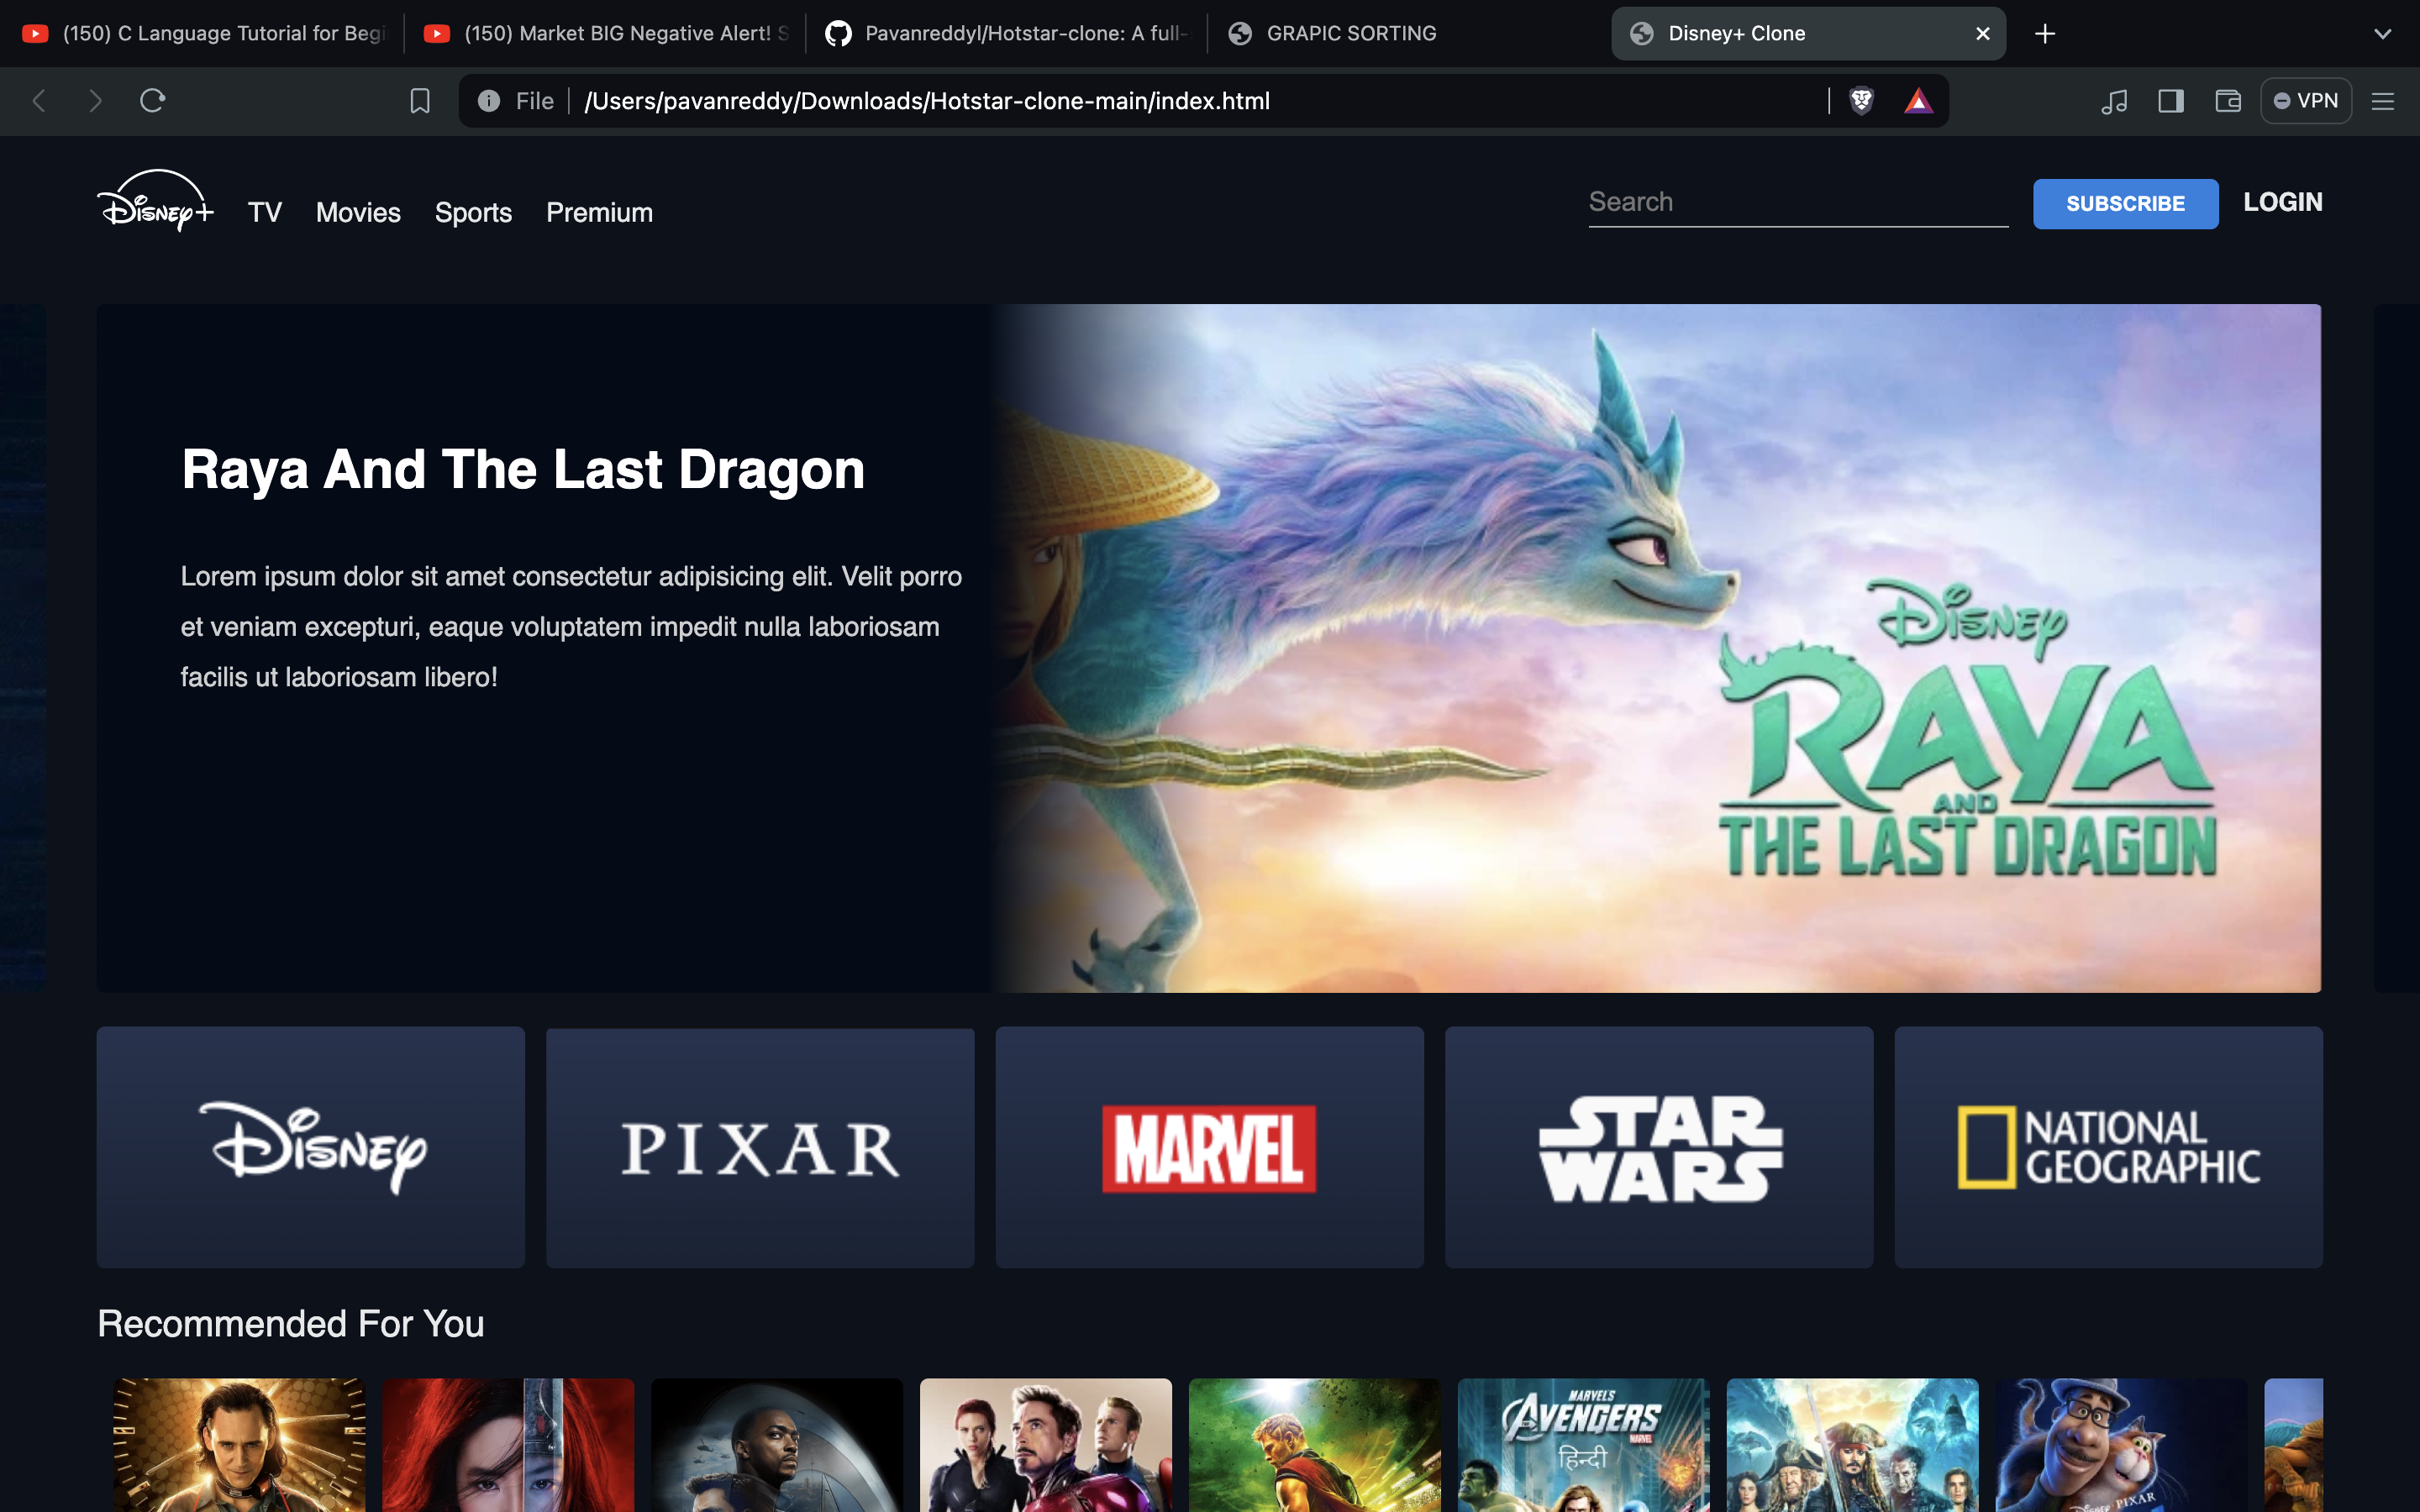 (150) C Language Tutorial for Begi
(150) Market BIG Negative Alert! S
Pavanreddyl/Hotstar-clone: A full-
GRAPIC SORTING
Disney+ Clone
File
/Users/pavanreddy/Downloads/Hotstar-clone-main/index.html
VPN
Disney+
TV
Movies
Sports
Premium
Search
SUBSCRIBE
LOGIN
Raya And The Last Dragon
Lorem ipsum dolor sit amet consectetur adipisicing elit. Velit porro
et veniam excepturi, eaque voluptatem impedit nulla laboriosam
facilis ut laboriosam libero!
Disney
RAYA
AND
THE LAST DRAGON
Disney
PIXAR
MARVEL
STAR
WARS
NATIONAL
GEOGRAPHIC
Recommended For You
MARVEL'S
AVENGERS
MARVEL
हिन्दी
Disney PIXAR